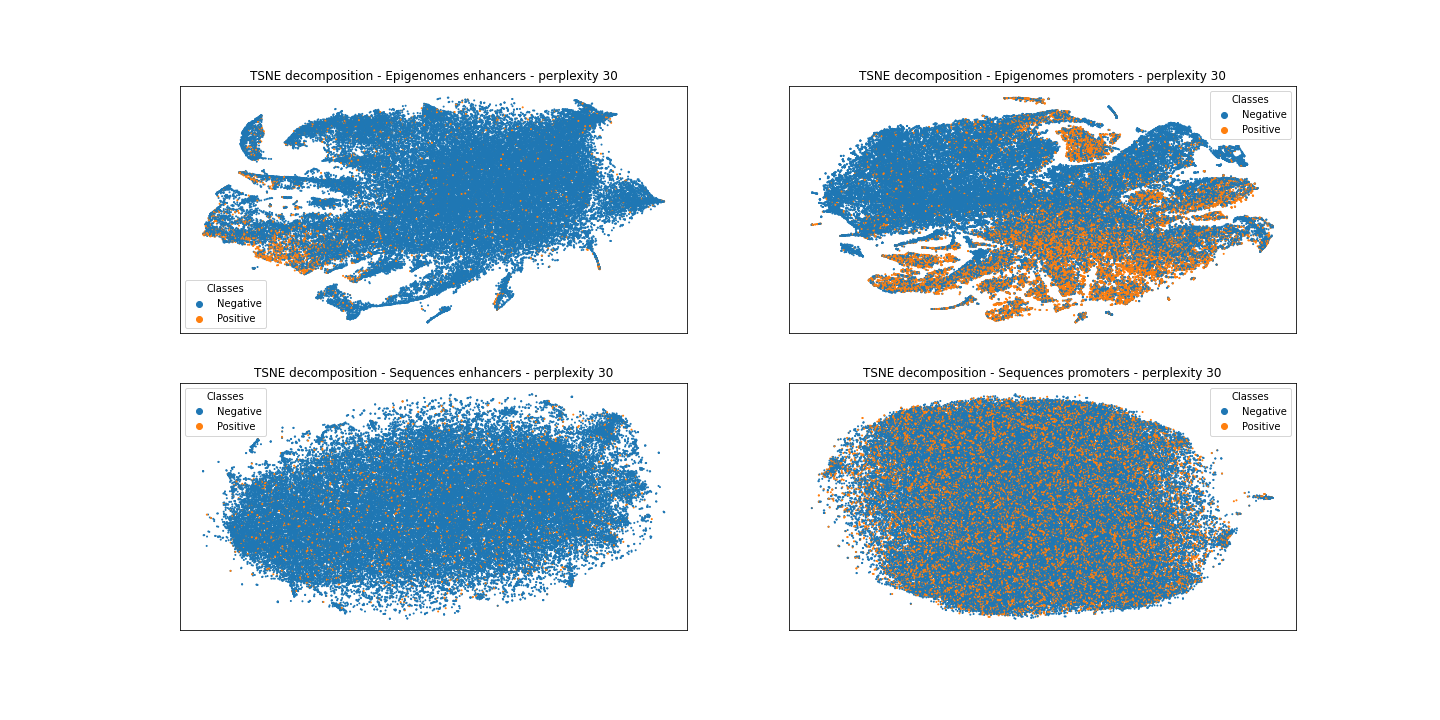 TSNE decomposition - Epigenomes enhancers - perplexity 30
Classes
Negative
Positive
TSNE decomposition - Epigenomes promoters - perplexity 30
Classes
Negative
Positive
TSNE decomposition - Sequences enhancers - perplexity 30
Classes
Negative
Positive
TSNE decomposition - Sequences promoters - perplexity 30
Classes
Negative
Positive